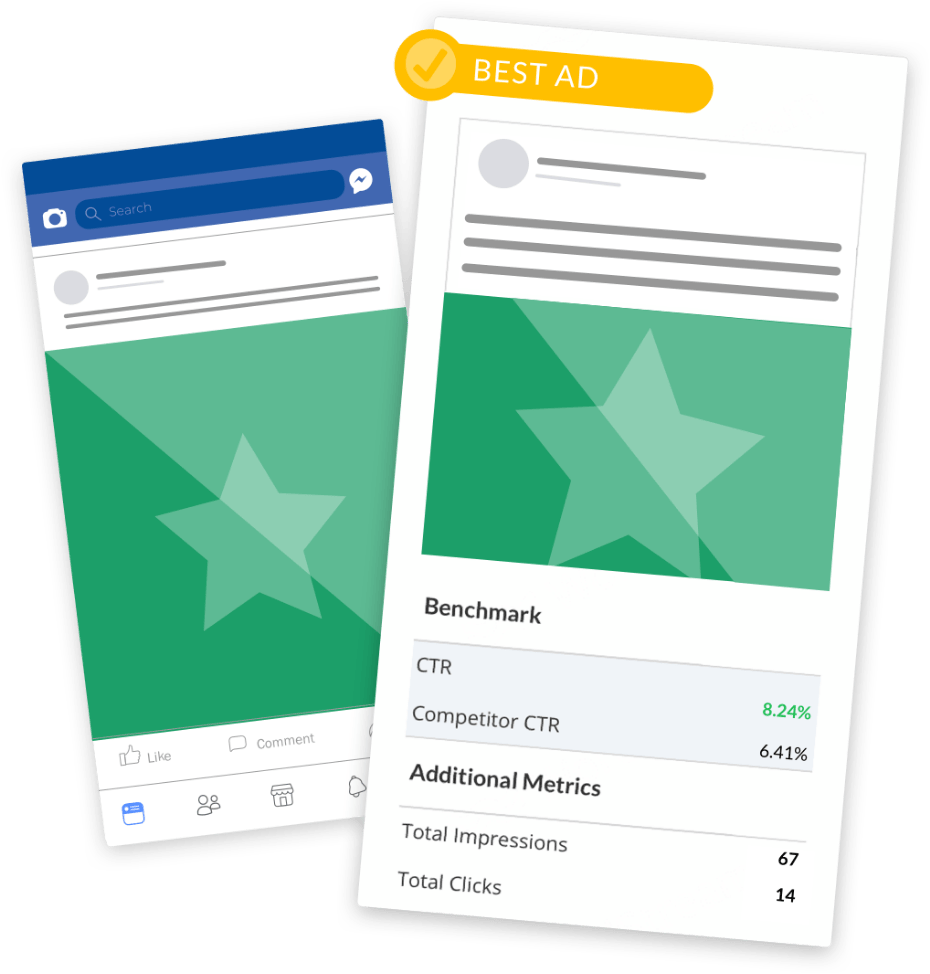 Search
Like
Comment
BEST AD
Benchmark
CTR 8.24%
Competitor CTR 6.41%
Additional Metrics
Total Impressions 67
Total Clicks 14